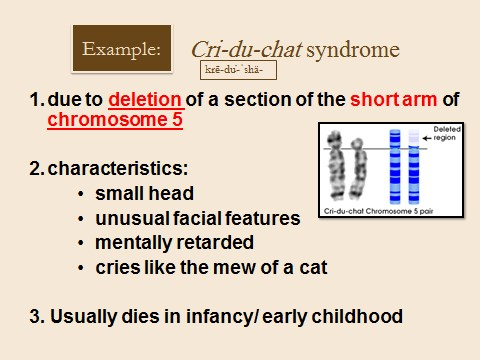 Example:
Cri-du-chat syndrome
krē-du̇-ˈshä-
1. due to deletion of a section of the short arm of
chromosome 5
Deleted
region
Cri-du-chat Chromosome 5 pair
2. characteristics:
• small head
• unusual facial features
• mentally retarded
• cries like the mew of a cat
3. Usually dies in infancy/ early childhood